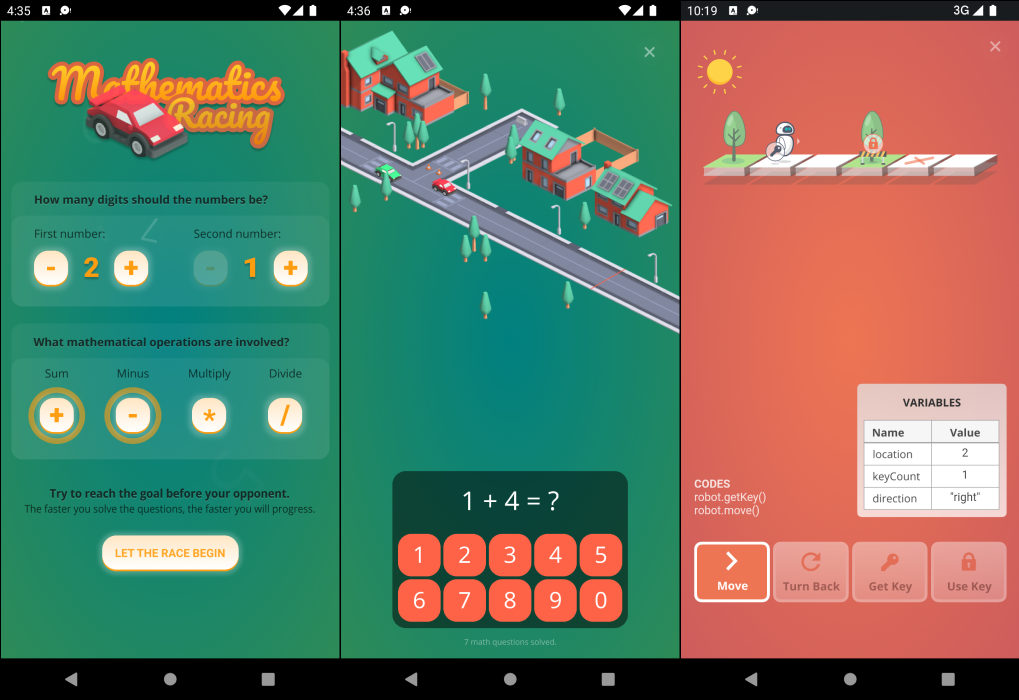 4:35
A
Mathematics
Racing
How many digits should the numbers be?
First number:
Second number:
- 2 +
- 1 +
What mathematical operations are involved?
Sum
Minus
Multiply
Divide
+
-
*
/
Try to reach the goal before your opponent.
The faster you solve the questions, the faster you will progress.
LET THE RACE BEGIN
4:36
A
×
1 + 4 = ?
1 2 3 4 5
6 7 8 9 0
7 math questions solved.
10:19
A
3G
×
VARIABLES
Name Value
location 2
keyCount 1
direction "right"
CODES
robot.getKey()
robot.move()
Move
Turn Back
Get Key
Use Key